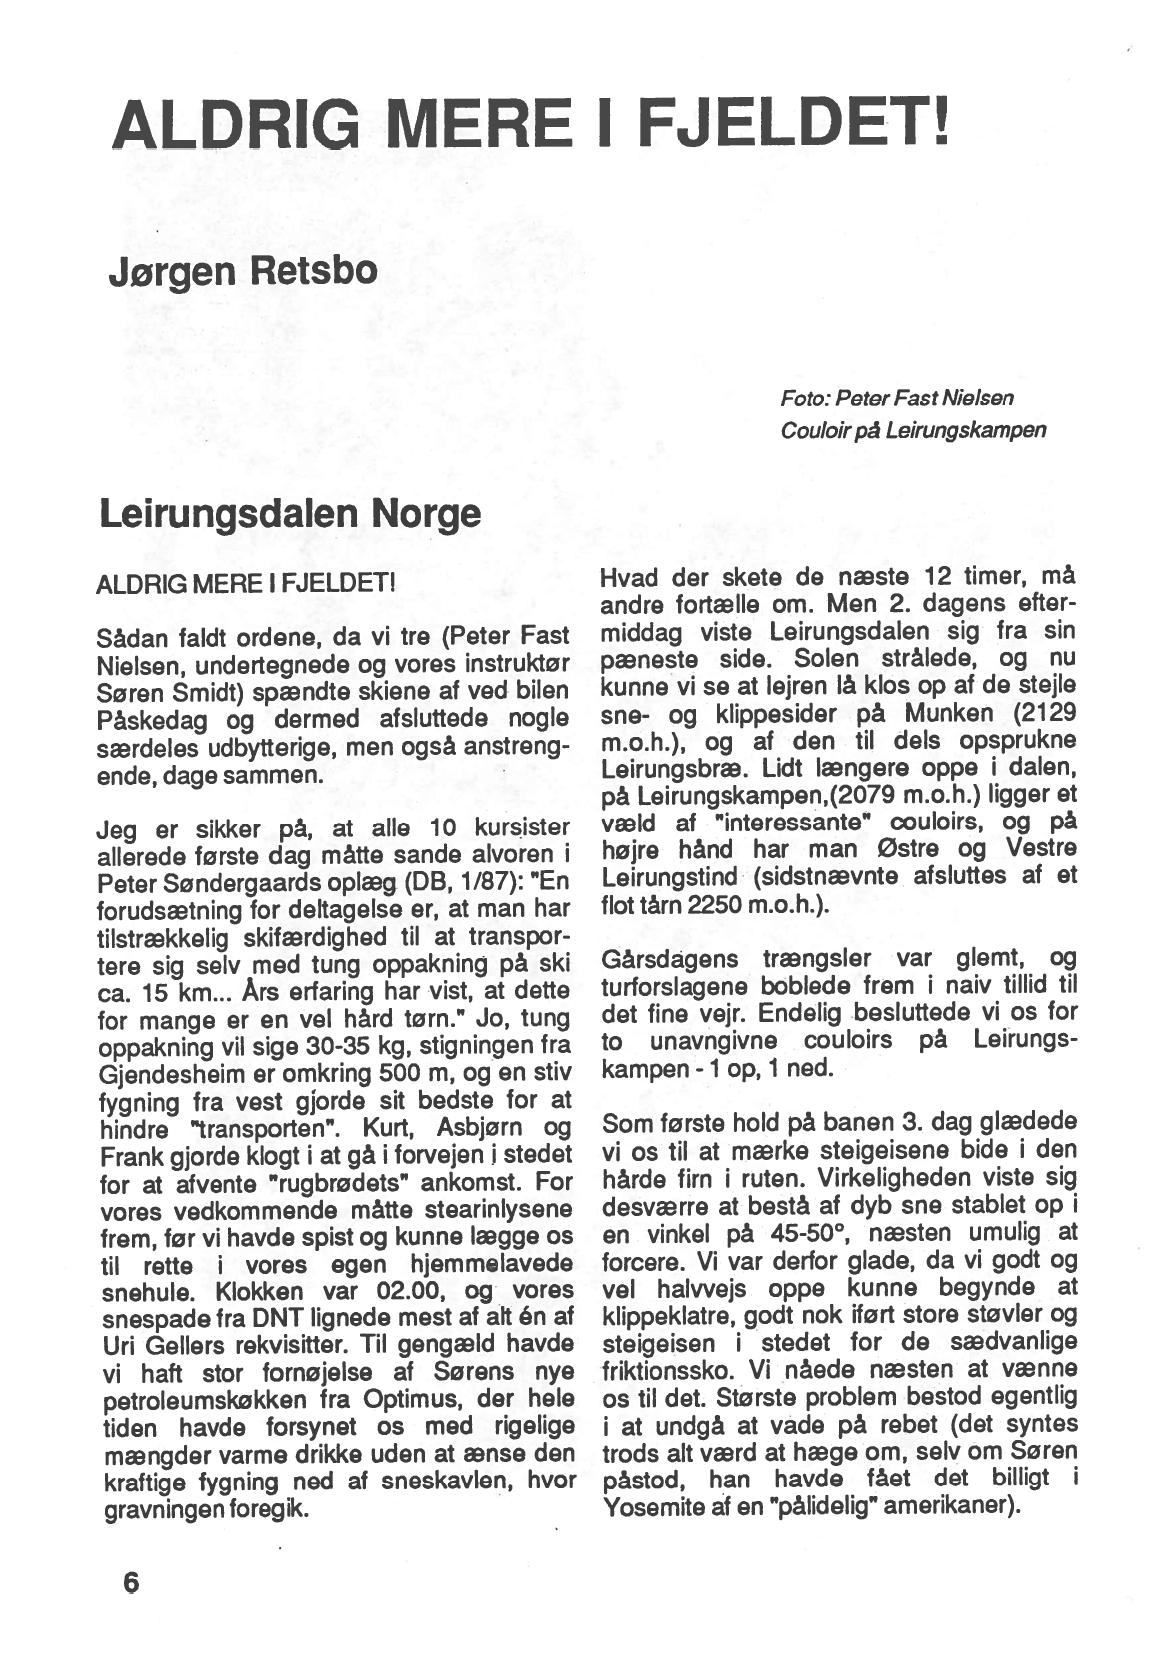 ALDRIG MERE I FJELDET!
Jørgen Retsbo
Foto: Peter Fast Nielsen
Couloir på Leirungskampen
Leirungsdalen Norge
ALDRIG MERE I FJELDET!
Sådan faldt ordene, da vi tre (Peter Fast
Nielsen, undertegnede og vores instruktør
Søren Smidt) spændte skiene af ved bilen
Påskedag og dermed afsluttede nogle
særdeles udbytterige, men også anstreng-
ende, dage sammen.
Jeg er sikker på, at alle 10 kursister
allerede første dag måtte sande alvoren i
Peter Søndergaards oplæg (DB, 1/87): "En
forudsætning for deltagelse er, at man har
tilstrækkelig skifærdighed til at transpor-
tere sig selv med tung oppakning på ski
ca. 15 km... Års erfaring har vist, at dette
for mange er en vel hård tørn." Jo, tung
oppakning vil sige 30-35 kg, stigningen fra
Gjendesheim er omkring 500 m, og en stiv
fygning fra vest gjorde sit bedste for at
hindre "transporten". Kurt, Asbjørn og
Frank gjorde klogt i at gå i forvejen i stedet
for at afvente "rugbrødets" ankomst. For
vores vedkommende måtte stearinlysene
frem, før vi havde spist og kunne lægge os
til rette i vores egen hjemmelavede
snehule. Klokken var 02.00, og vores
snespade fra DNT lignede mest af alt én af
Uri Gellers rekvisitter. Til gengæld havde
vi haft stor fornøjelse af Sørens nye
petroleumskøkken fra Optimus, der hele
tiden havde forsynet os med rigelige
mængder varme drikke uden at ænse den
kraftige fygning ned af sneskavlen, hvor
gravningen foregik.
Hvad der skete de næste 12 timer, må
andre fortælle om. Men 2. dagens efter-
middag viste Leirungsdalen sig fra sin
pæneste side. Solen strålede, og nu
kunne vi se at lejren lå klos op af de stejle
sne- og klippesider på Munken (2129
m.o.h.), og af den til dels opsprukne
Leirungsbræ. Lidt længere oppe i dalen,
på Leirungskampen,(2079 m.o.h.) ligger et
væld af "interessante" couloirs, og på
højre hånd har man Østre og Vestre
Leirungstind (sidstnævnte afsluttes af et
flot tårn 2250 m.o.h.).
Gårsdagens trængsler var glemt, og
turforslagene boblede frem i naiv tillid til
det fine vejr. Endelig besluttede vi os for
to unavngivne couloirs på Leirungs-
kampen - 1 op, 1 ned.
Som første hold på banen 3. dag glædede
vi os til at mærke steigeisene bide i den
hårde firn i ruten. Virkeligheden viste sig
desværre at bestå af dyb sne stablet op i
en vinkel på 45-50°, næsten umulig at
forcere. Vi var derfor glade, da vi godt og
vel halvvejs oppe kunne begynde at
klippeklatre, godt nok iført store støvler og
steigeisen i stedet for de sædvanlige
friktionssko. Vi nåede næsten at vænne
os til det. Største problem bestod egentlig
i at undgå at vade på rebet (det syntes
trods alt værd at hæge om, selv om Søren
påstod, han havde fået det billigt i
Yosemite af en "pålidelig" amerikaner).
6